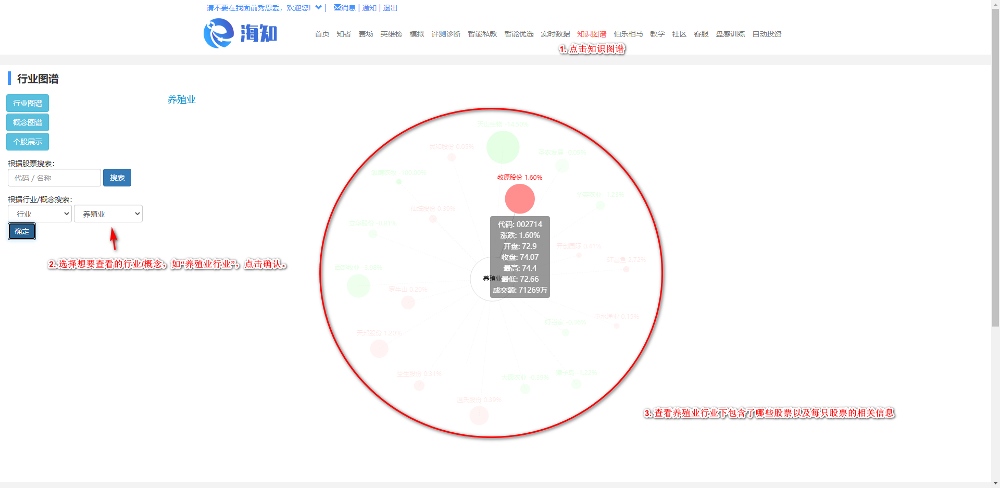 请不要在我面前秀恩爱，欢迎您! | 消息 | 通知 | 退出
海知
首页 知者 赛场 英雄榜 模拟 评测诊断 智能私教 智能优选 实时数据 知识图谱 伯乐相马 教学 社区 客服 盘感训练 自动投资
1. 点击知识图谱
行业图谱
行业图谱
养殖业
概念图谱
个股展示
根据股票搜索:
代码 / 名称 搜索
根据行业/概念搜索:
行业 养殖业
确定
2. 选择想要查看的行业/概念，如“养殖业行业”，点击确认。
天山生物 -14.50%
民和股份 0.05%
圣农发展 -0.09%
-100.00%
牧原股份 1.60%
华英农业 -1.23%
仙坛股份 0.39%
立华股份 -0.81%
代码: 002714
涨跌: 1.60%
开盘: 72.9
收盘: 74.07
最高: 74.4
最低: 72.66
成交额: 71269万
开创国际 0.41%
ST昌鱼 2.72%
西部牧业 -3.98%
养殖业
罗牛山 0.20%
中水渔业 0.15%
好当家 -0.36%
天邦股份 1.20%
益生股份 0.31%
大湖农业 -0.39%
獐子岛 -1.22%
温氏股份 0.39%
3. 查看养殖业行业下包含了哪些股票以及每只股票的相关信息